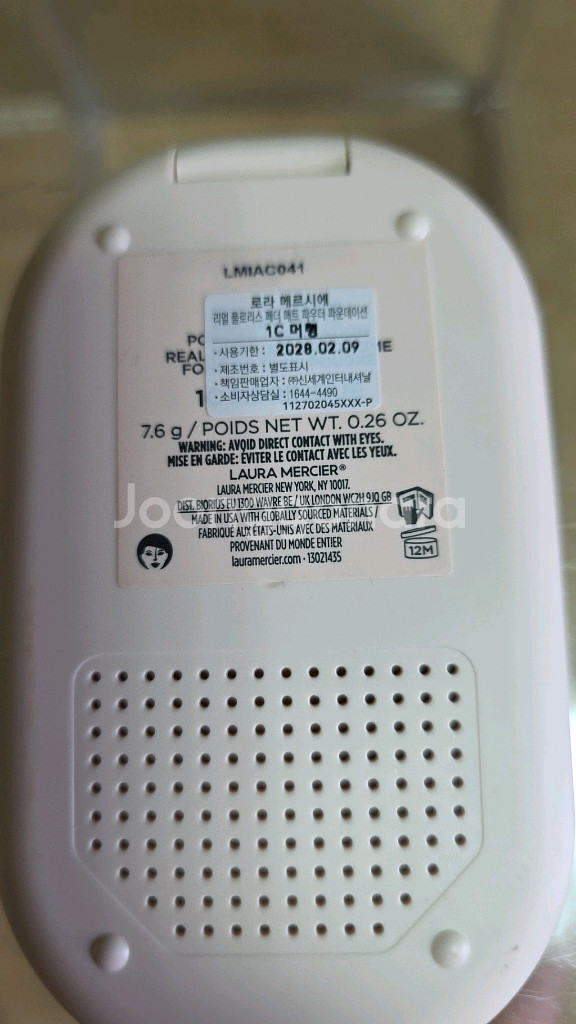 LMIAC041
로라 메르시에
리얼 플로리스 페더 매트 파우더 파운데이션
1C 머랭
PO
REAL ME
FO
1
· 사용기한 : 2028.02.09
· 제조번호 : 별도표시
· 책임판매업자 : ㈜신세계인터내셔날
· 소비자상담실 : 1644-4490
112702045XXX-P
7.6 g / POIDS NET WT. 0.26 OZ.
WARNING: AVOID DIRECT CONTACT WITH EYES.
MISE EN GARDE: ÉVITER LE CONTACT AVEC LES YEUX.
LAURA MERCIER®
LAURA MERCIER NEW YORK, NY 10017.
DIST. BIORIUS EU 1300 WAVRE BE / UK LONDON WC2H 9JQ GB
MADE IN USA WITH GLOBALLY SOURCED MATERIALS /
FABRIQUÉ AUX ÉTATS-UNIS AVEC DES MATÉRIAUX
PROVENANT DU MONDE ENTIER
lauramercier.com · 13021435
12M